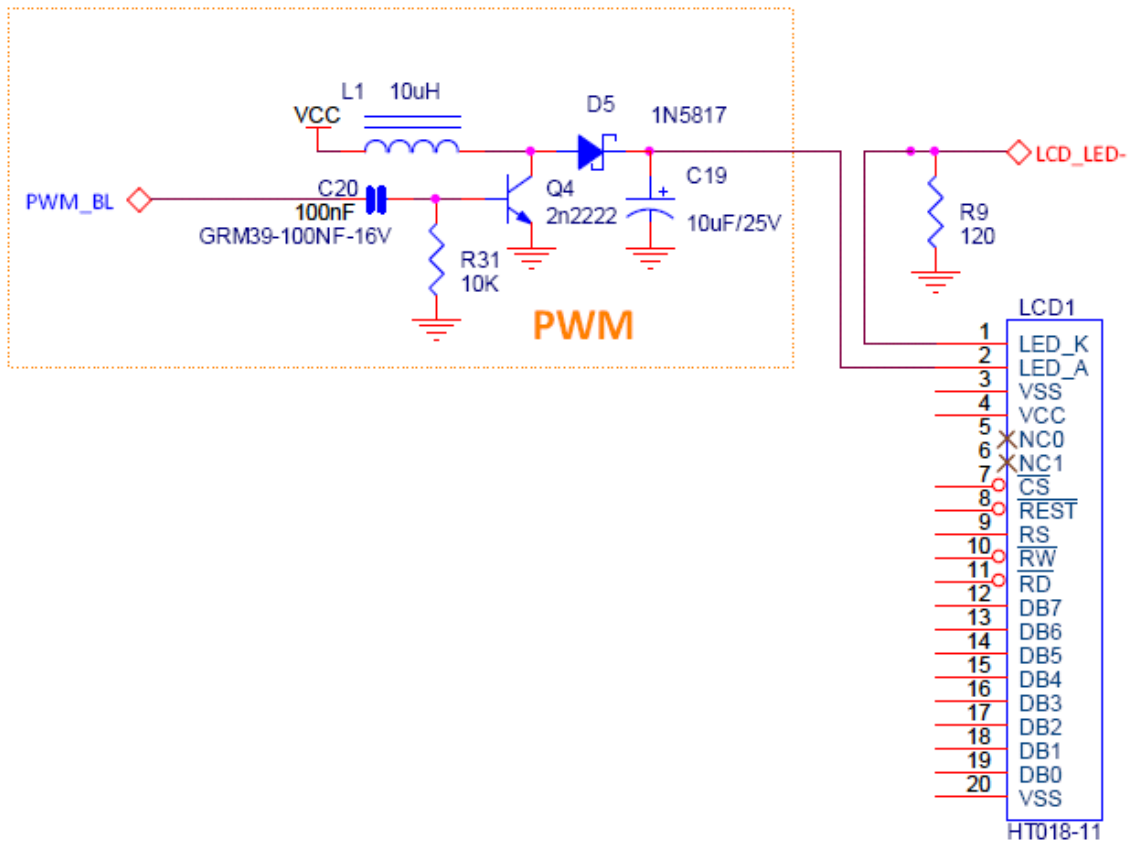 L1 10uH
D5
1N5817
VCC
LCD_LED-
PWM_BL
C20
100nF
GRM39-100NF-16V
Q4
2n2222
+
C19
10uF/25V
R9
120
R31
10K
PWM
LCD1
1 LED_K
2 LED_A
3 VSS
4 VCC
5 NC0
6 NC1
7 CS
8 REST
9 RS
10 RW
11 RD
12 DB7
13 DB6
14 DB5
15 DB4
16 DB3
17 DB2
18 DB1
19 DB0
20 VSS
HT018-11